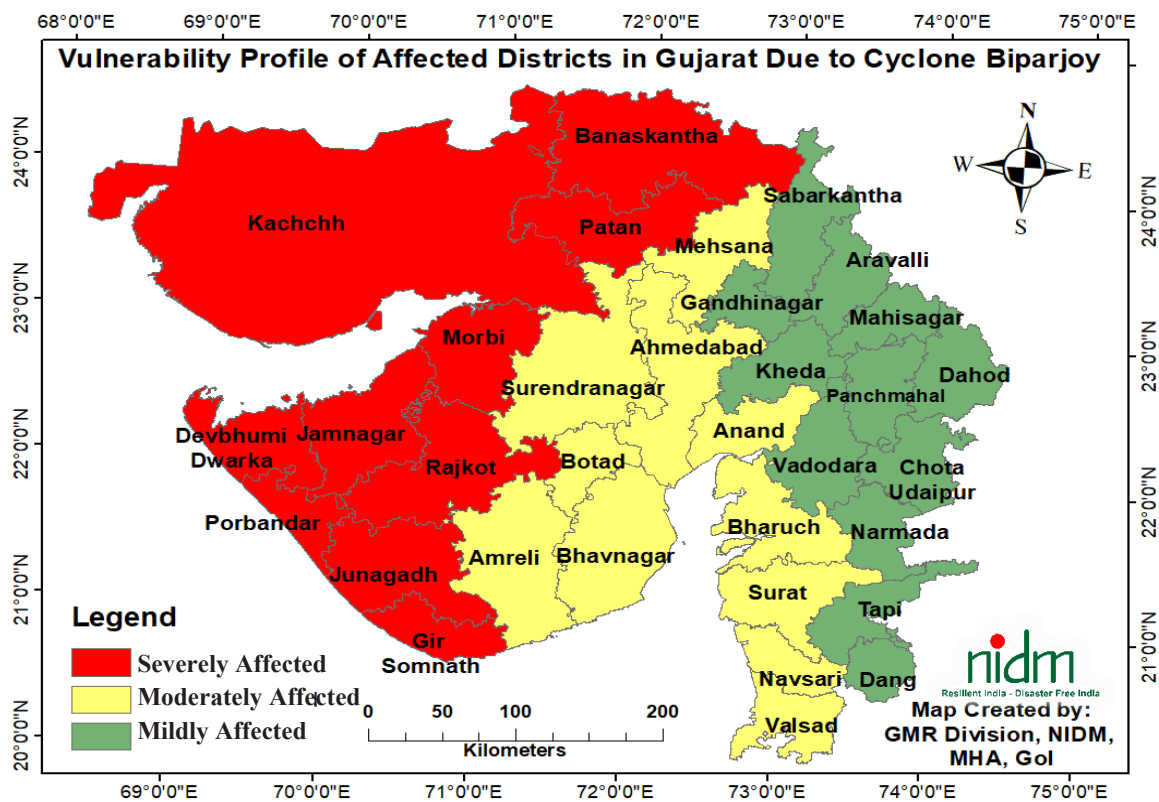 68°0'0"E 69°0'0"E 70°0'0"E 71°0'0"E 72°0'0"E 73°0'0"E 74°0'0"E 75°0'0"E
Vulnerability Profile of Affected Districts in Gujarat Due to Cyclone Biparjoy
24°0'0"N
23°0'0"N
22°0'0"N
21°0'0"N
20°0'0"N
N
W
E
S
24°0'0"N
23°0'0"N
22°0'0"N
21°0'0"N
Banaskantha
Kachchh
Patan
Sabarkantha
Mehsana
Aravalli
Gandhinagar
Mahisagar
Morbi
Ahmedabad
Kheda
Dahod
Surendranagar
Panchmahal
Devbhumi
Dwarka
Jamnagar
Anand
Rajkot
Botad
Vadodara
Chota
Udaipur
Porbandar
Bharuch
Narmada
Junagadh
Amreli
Bhavnagar
Surat
Tapi
Gir
Somnath
Navsari
Dang
Valsad
Legend
Severely Affected
Moderately Affected
Mildly Affected
0 50 100 200
Kilometers
nidm
Resilient India - Disaster Free India
Map Created by:
GMR Division, NIDM,
MHA, GoI
69°0'0"E 70°0'0"E 71°0'0"E 72°0'0"E 73°0'0"E 74°0'0"E 75°0'0"E